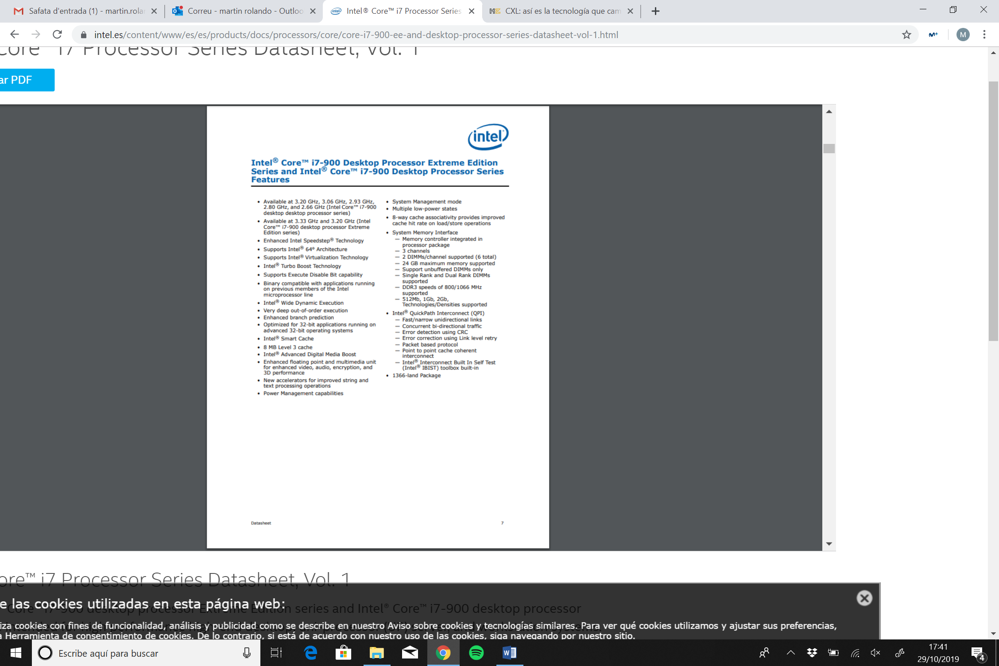 Safata d'entrada (1) - martin.rola
Correu - martin rolando - Outloo
Intel® Core™ i7 Processor Series
CXL: así es la tecnología que cam
intel.es/content/www/es/es/products/docs/processors/core/core-i7-900-ee-and-desktop-processor-series-datasheet-vol-1.html
M
Core™ i7 Processor Series Datasheet, Vol. 1
ar PDF
intel
Intel® Core™ i7-900 Desktop Processor Extreme Edition
Series and Intel® Core™ i7-900 Desktop Processor Series
Features
• Available at 3.20 GHz, 3.06 GHz, 2.93 GHz,
2.80 GHz, and 2.66 GHz (Intel Core™ i7-900
desktop desktop processor series)
• Available at 3.33 GHz and 3.20 GHz (Intel
Core™ i7-900 desktop processor Extreme
Edition series)
• Enhanced Intel Speedstep® Technology
• Supports Intel® 64Φ Architecture
• Supports Intel® Virtualization Technology
• Intel® Turbo Boost Technology
• Supports Execute Disable Bit capability
• Binary compatible with applications running
on previous members of the Intel
microprocessor line
• Intel® Wide Dynamic Execution
• Very deep out-of-order execution
• Enhanced branch prediction
• Optimized for 32-bit applications running on
advanced 32-bit operating systems
• Intel® Smart Cache
• 8 MB Level 3 cache
• Intel® Advanced Digital Media Boost
• Enhanced floating point and multimedia unit
for enhanced video, audio, encryption, and
3D performance
• New accelerators for improved string and
text processing operations
• Power Management capabilities
• System Management mode
• Multiple low-power states
• 8-way cache associativity provides improved
cache hit rate on load/store operations
• System Memory Interface
— Memory controller integrated in
processor package
— 3 channels
— 2 DIMMs/channel supported (6 total)
— 24 GB maximum memory supported
— Support unbuffered DIMMs only
— Single Rank and Dual Rank DIMMs
supported
— DDR3 speeds of 800/1066 MHz
supported
— 512Mb, 1Gb, 2Gb,
Technologies/Densities supported
• Intel® QuickPath Interconnect (QPI)
— Fast/narrow unidirectional links
— Concurrent bi-directional traffic
— Error detection using CRC
— Error correction using Link level retry
— Packet based protocol
— Point to point cache coherent
interconnect
— Intel® Interconnect Built In Self Test
(Intel® IBIST) toolbox built-in
• 1366-land Package
Datasheet
7
ore™ i7 Processor Series Datasheet, Vol. 1
e las cookies utilizadas en esta página web:
Core™ i7-900 desktop processor Extreme Edition series and Intel® Core™ i7-900 desktop processor
iza cookies con fines de funcionalidad, análisis y publicidad como se describe en nuestro Aviso sobre cookies y tecnologías similares. Para ver qué cookies utilizamos y ajustar sus preferencias,
intended for high performance high-end desktop, uni-processor (UP) server, and workstation systems.
a Herramienta de consentimiento de cookies. De lo contrario, si está de acuerdo con nuestro uso de las cookies, siga navegando por nuestro sitio.
Escribe aquí para buscar
17:41
29/10/2019
4